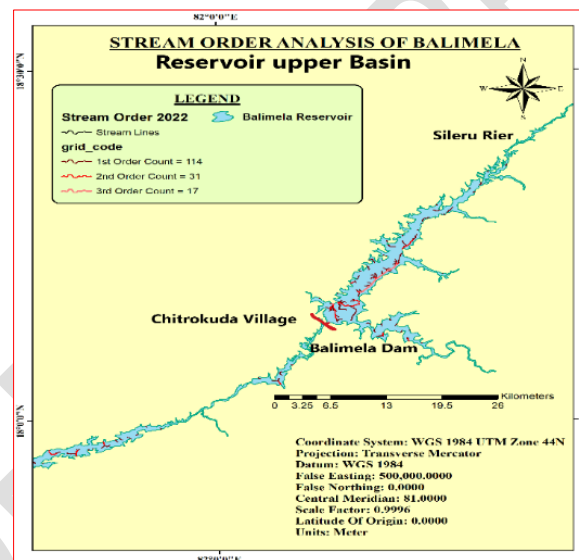 82°0'0"E
STREAM ORDER ANALYSIS OF BALIMELA
Reservoir upper Basin
N
W E
S
LEGEND
Stream Order 2022 Balimela Reservoir
Stream Lines
grid_code
1st Order Count = 114
2nd Order Count = 31
3rd Order Count = 17
Sileru Rier
Chitrokuda Village
Balimela Dam
Kilometers
0 3.25 6.5 13 19.5 26
18°0'0"N
Coordinate System: WGS 1984 UTM Zone 44N
Projection: Transverse Mercator
Datum: WGS 1984
False Easting: 500,000.0000
False Northing: 0.0000
Central Meridian: 81.0000
Scale Factor: 0.9996
Latitude Of Origin: 0.0000
Units: Meter